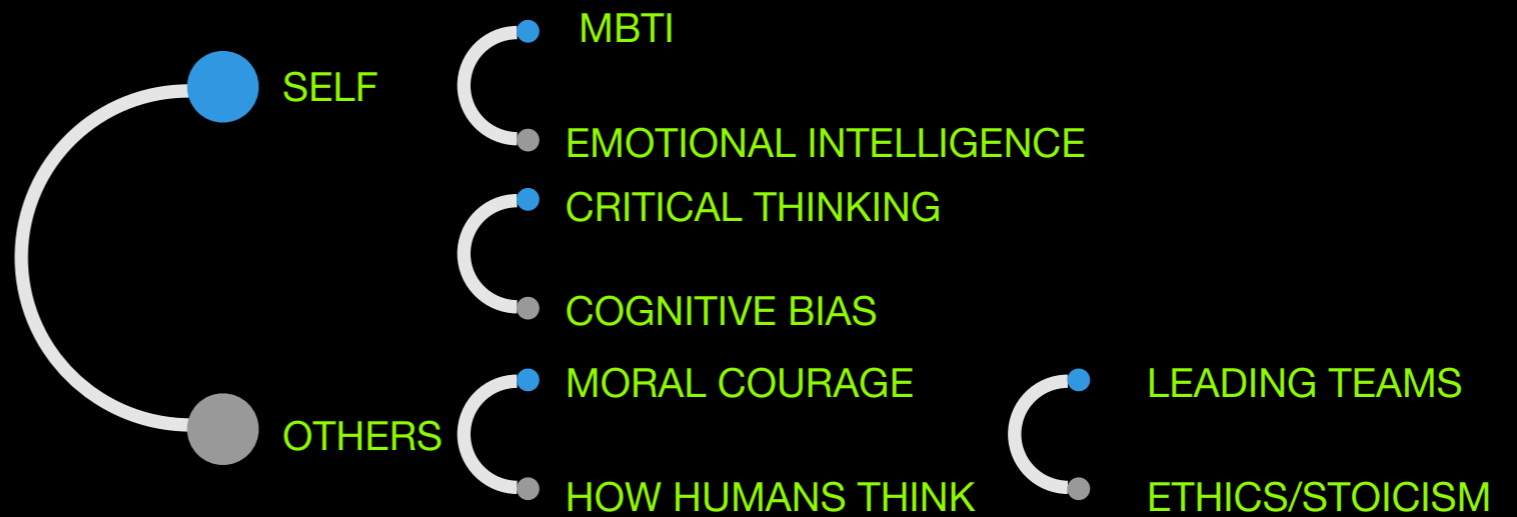 MBTI
SELF
EMOTIONAL INTELLIGENCE
CRITICAL THINKING
COGNITIVE BIAS
MORAL COURAGE
LEADING TEAMS
OTHERS
HOW HUMANS THINK
ETHICS/STOICISM